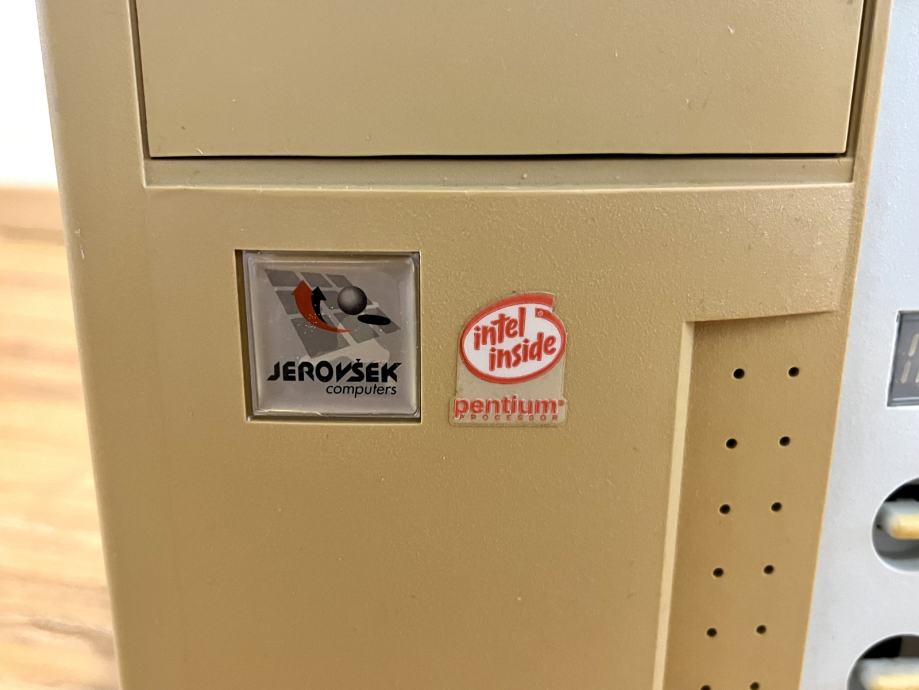 JEROVŠEK
computers
intel
inside
pentium®
PROCESSOR